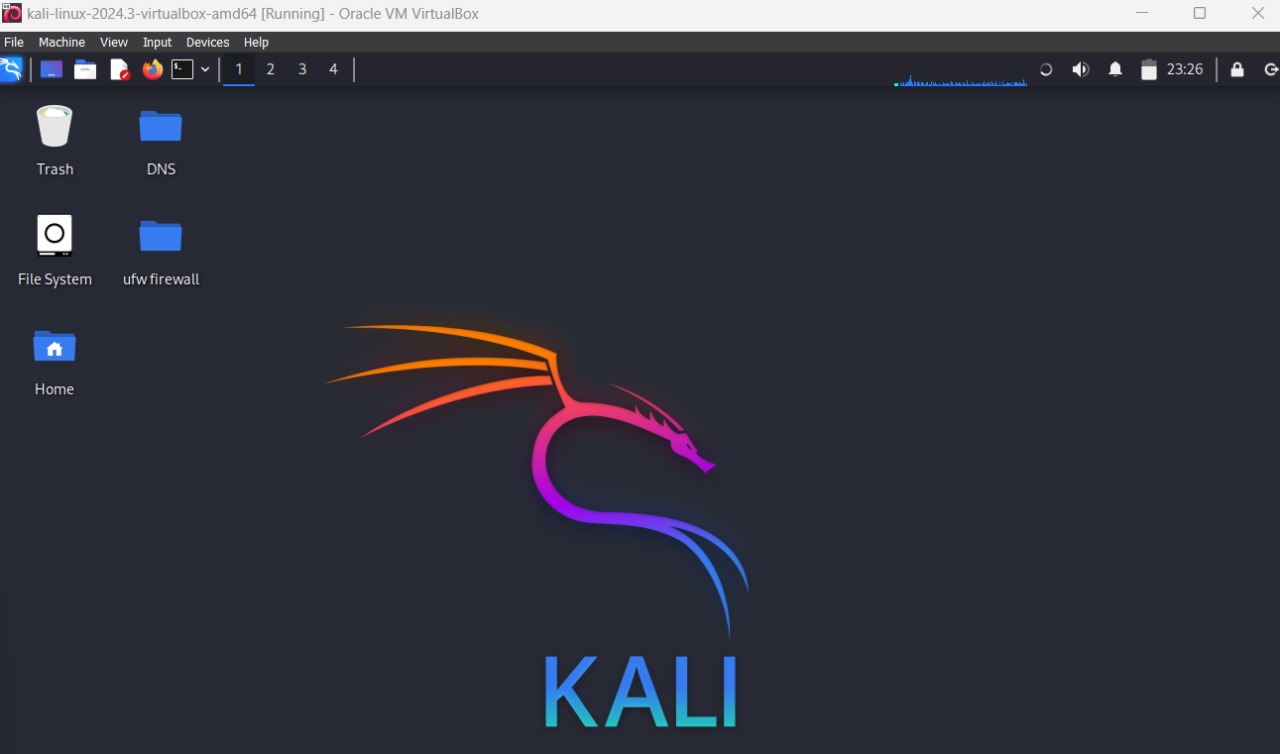 kali-linux-2024.3-virtualbox-amd64 [Running] - Oracle VM VirtualBox
File Machine View Input Devices Help
1 2 3 4 23:26
Trash DNS
File System ufw firewall
Home
KALI